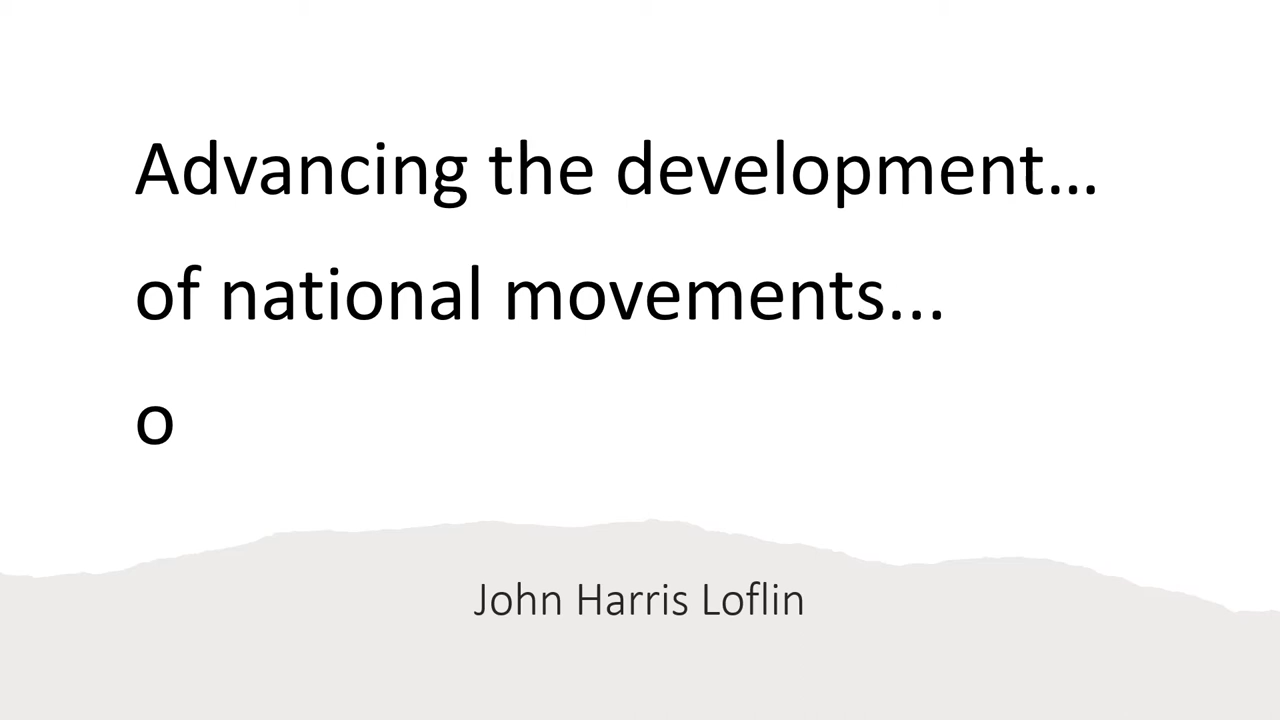 Advancing the development...
of national movements...
o
John Harris Loflin